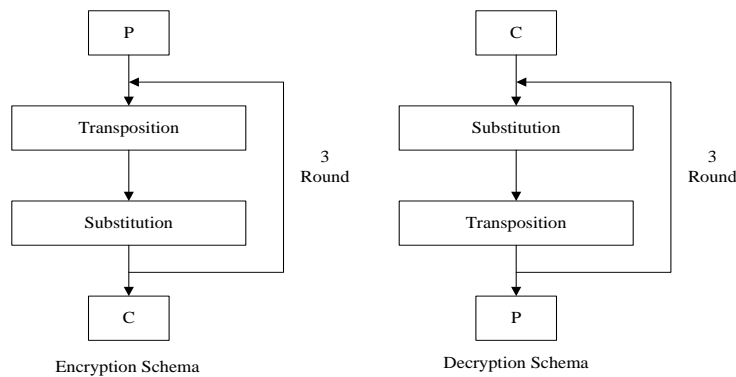 P
Transposition
3
Round
Substitution
C
Encryption Schema
C
Substitution
3
Round
Transposition
P
Decryption Schema